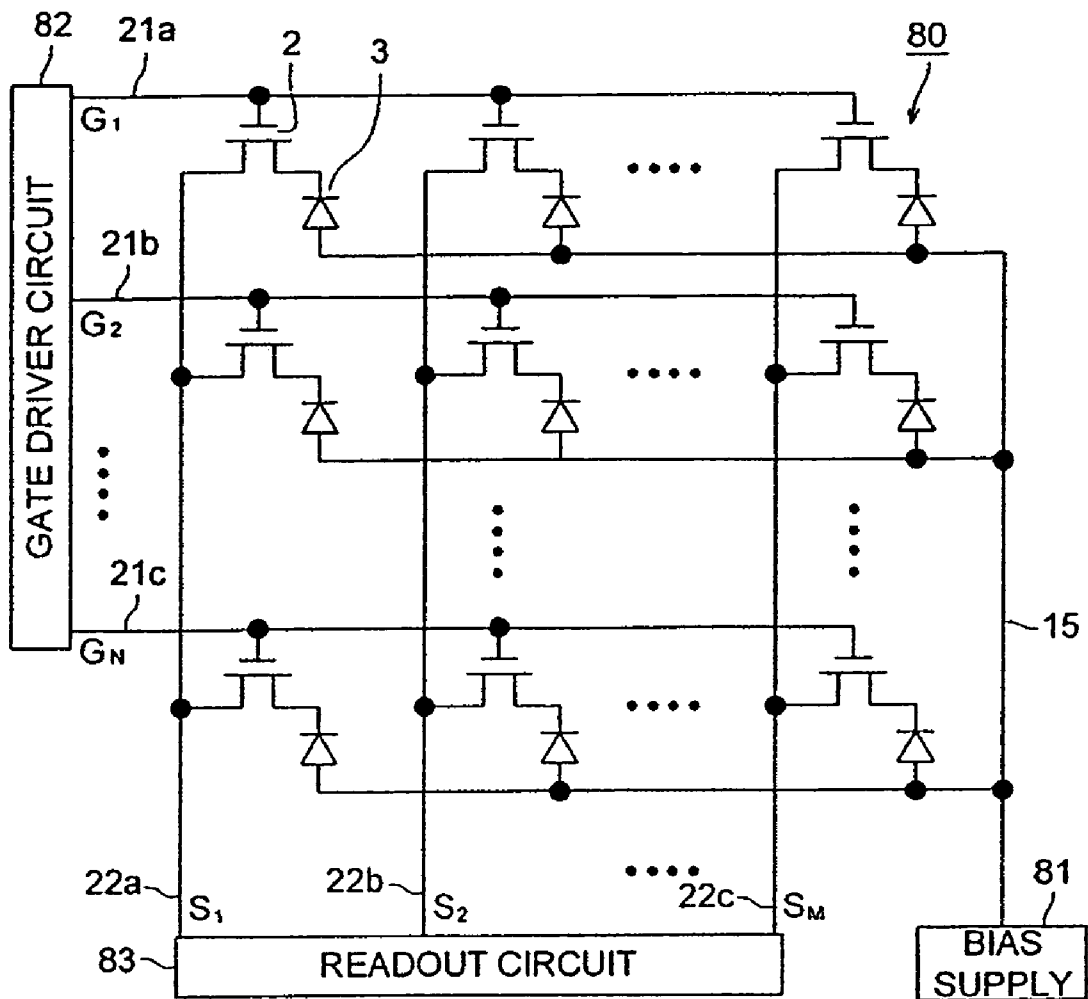 82
21a
2
3
80
G1
GATE DRIVER CIRCUIT
21b
G2
21c
GN
15
22a
S1
22b
S2
22c
SM
81
83
READOUT CIRCUIT
BIAS
SUPPLY